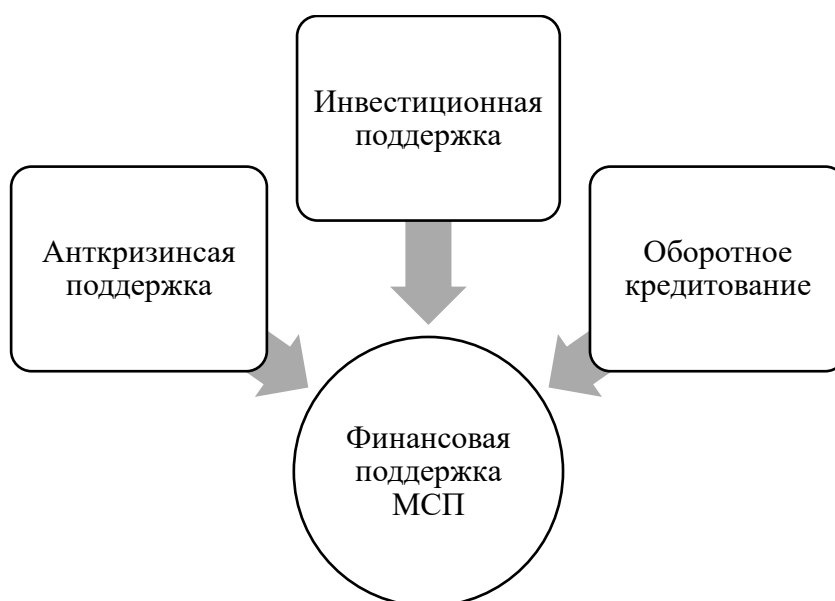 Инвестиционная
поддержка
Анткризинсая
поддержка
Оборотное
кредитование
Финансовая
поддержка
МСП